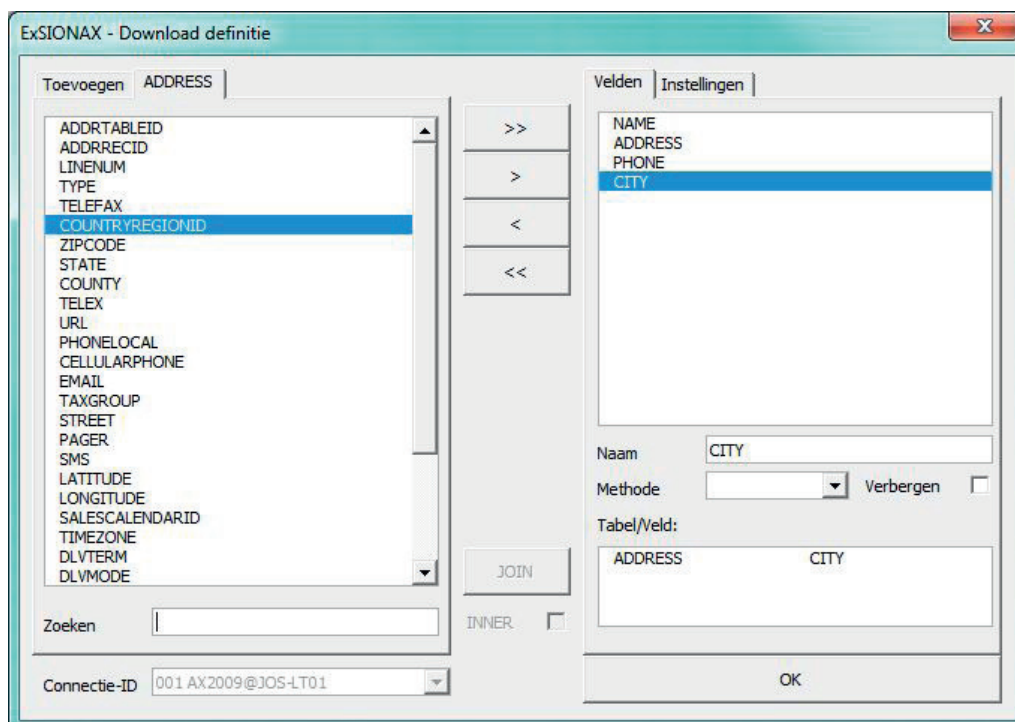 ExSIONAX - Download definitie
Toevoegen ADDRESS
ADDRTABLEID
ADDRRECID
LINENUM
TYPE
TELEFAX
COUNTRYREGIONID
ZIPCODE
STATE
COUNTY
TELEX
URL
PHONELOCAL
CELLULARPHONE
EMAIL
TAXGROUP
STREET
PAGER
SMS
LATITUDE
LONGITUDE
SALESCALENDARID
TIMEZONE
DLVTERM
DLVMODE
Zoeken
Connectie-ID 001 AX2009@JOS-LT01
>>
>
<
<<
JOIN
INNER
Velden Instellingen
NAME
ADDRESS
PHONE
CITY
Naam CITY
Methode Verbergen
Tabel/Veld:
ADDRESS CITY
OK